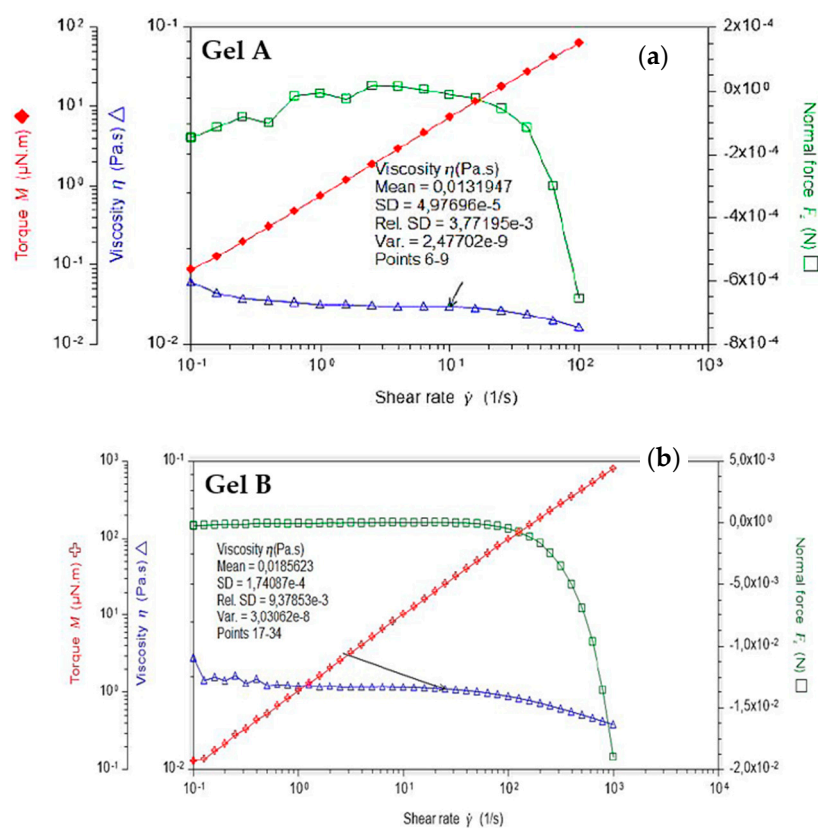 Gel A
(a)
10²
10¹
10⁰
10⁻¹
10⁻²
Torque M (µN.m)
Viscosity η (Pa.s)
10⁻¹
10⁻²
Viscosity η(Pa.s)
Mean = 0,0131947
SD = 4,97696e-5
Rel. SD = 3,77195e-3
Var. = 2,47702e-9
Points 6-9
2x10⁻⁴
0x10⁰
-2x10⁻⁴
-4x10⁻⁴
-6x10⁻⁴
-8x10⁻⁴
Normal force F_z (N)
10⁻¹ 10⁰ 10¹ 10² 10³
Shear rate γ̇ (1/s)
Gel B
(b)
10³
10²
10¹
10⁰
10⁻¹
Torque M (µN.m)
Viscosity η (Pa.s)
10⁻¹
10⁻²
Viscosity η(Pa.s)
Mean = 0,0185623
SD = 1,74087e-4
Rel. SD = 9,37853e-3
Var. = 3,03062e-8
Points 17-34
5,0x10⁻³
0,0x10⁰
-5,0x10⁻³
-1,0x10⁻²
-1,5x10⁻²
-2,0x10⁻²
Normal force F_z (N)
10⁻¹ 10⁰ 10¹ 10² 10³ 10⁴
Shear rate γ̇ (1/s)